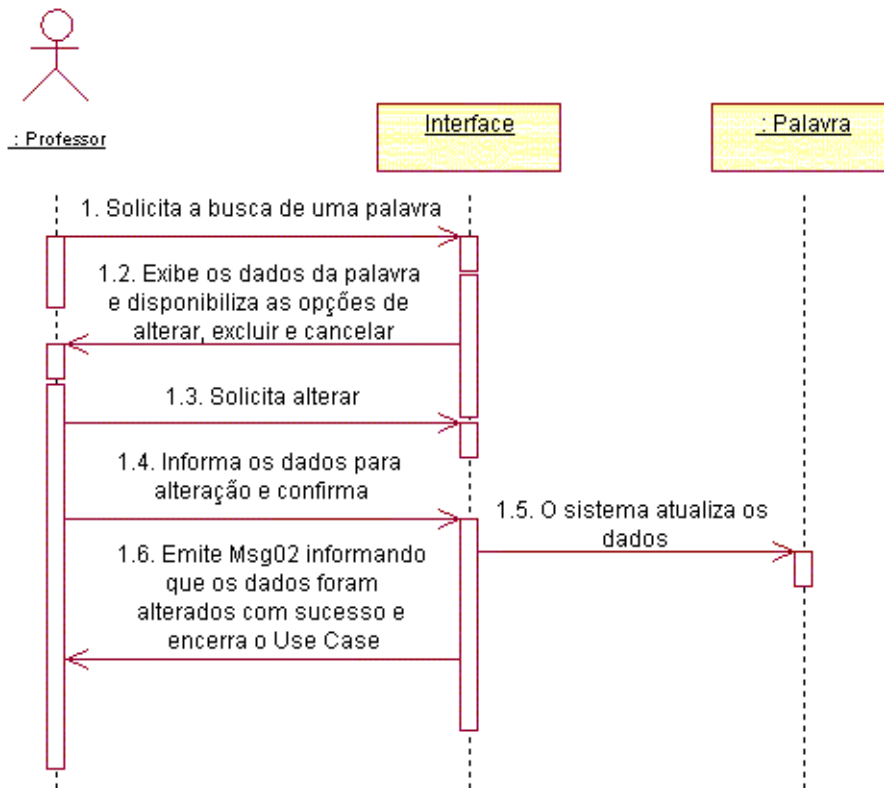 : Professor
Interface
: Palavra
1. Solicita a busca de uma palavra
1.2. Exibe os dados da palavra
e disponibiliza as opções de
alterar, excluir e cancelar
1.3. Solicita alterar
1.4. Informa os dados para
alteração e confirma
1.5. O sistema atualiza os
dados
1.6. Emite Msg02 informando
que os dados foram
alterados com sucesso e
encerra o Use Case